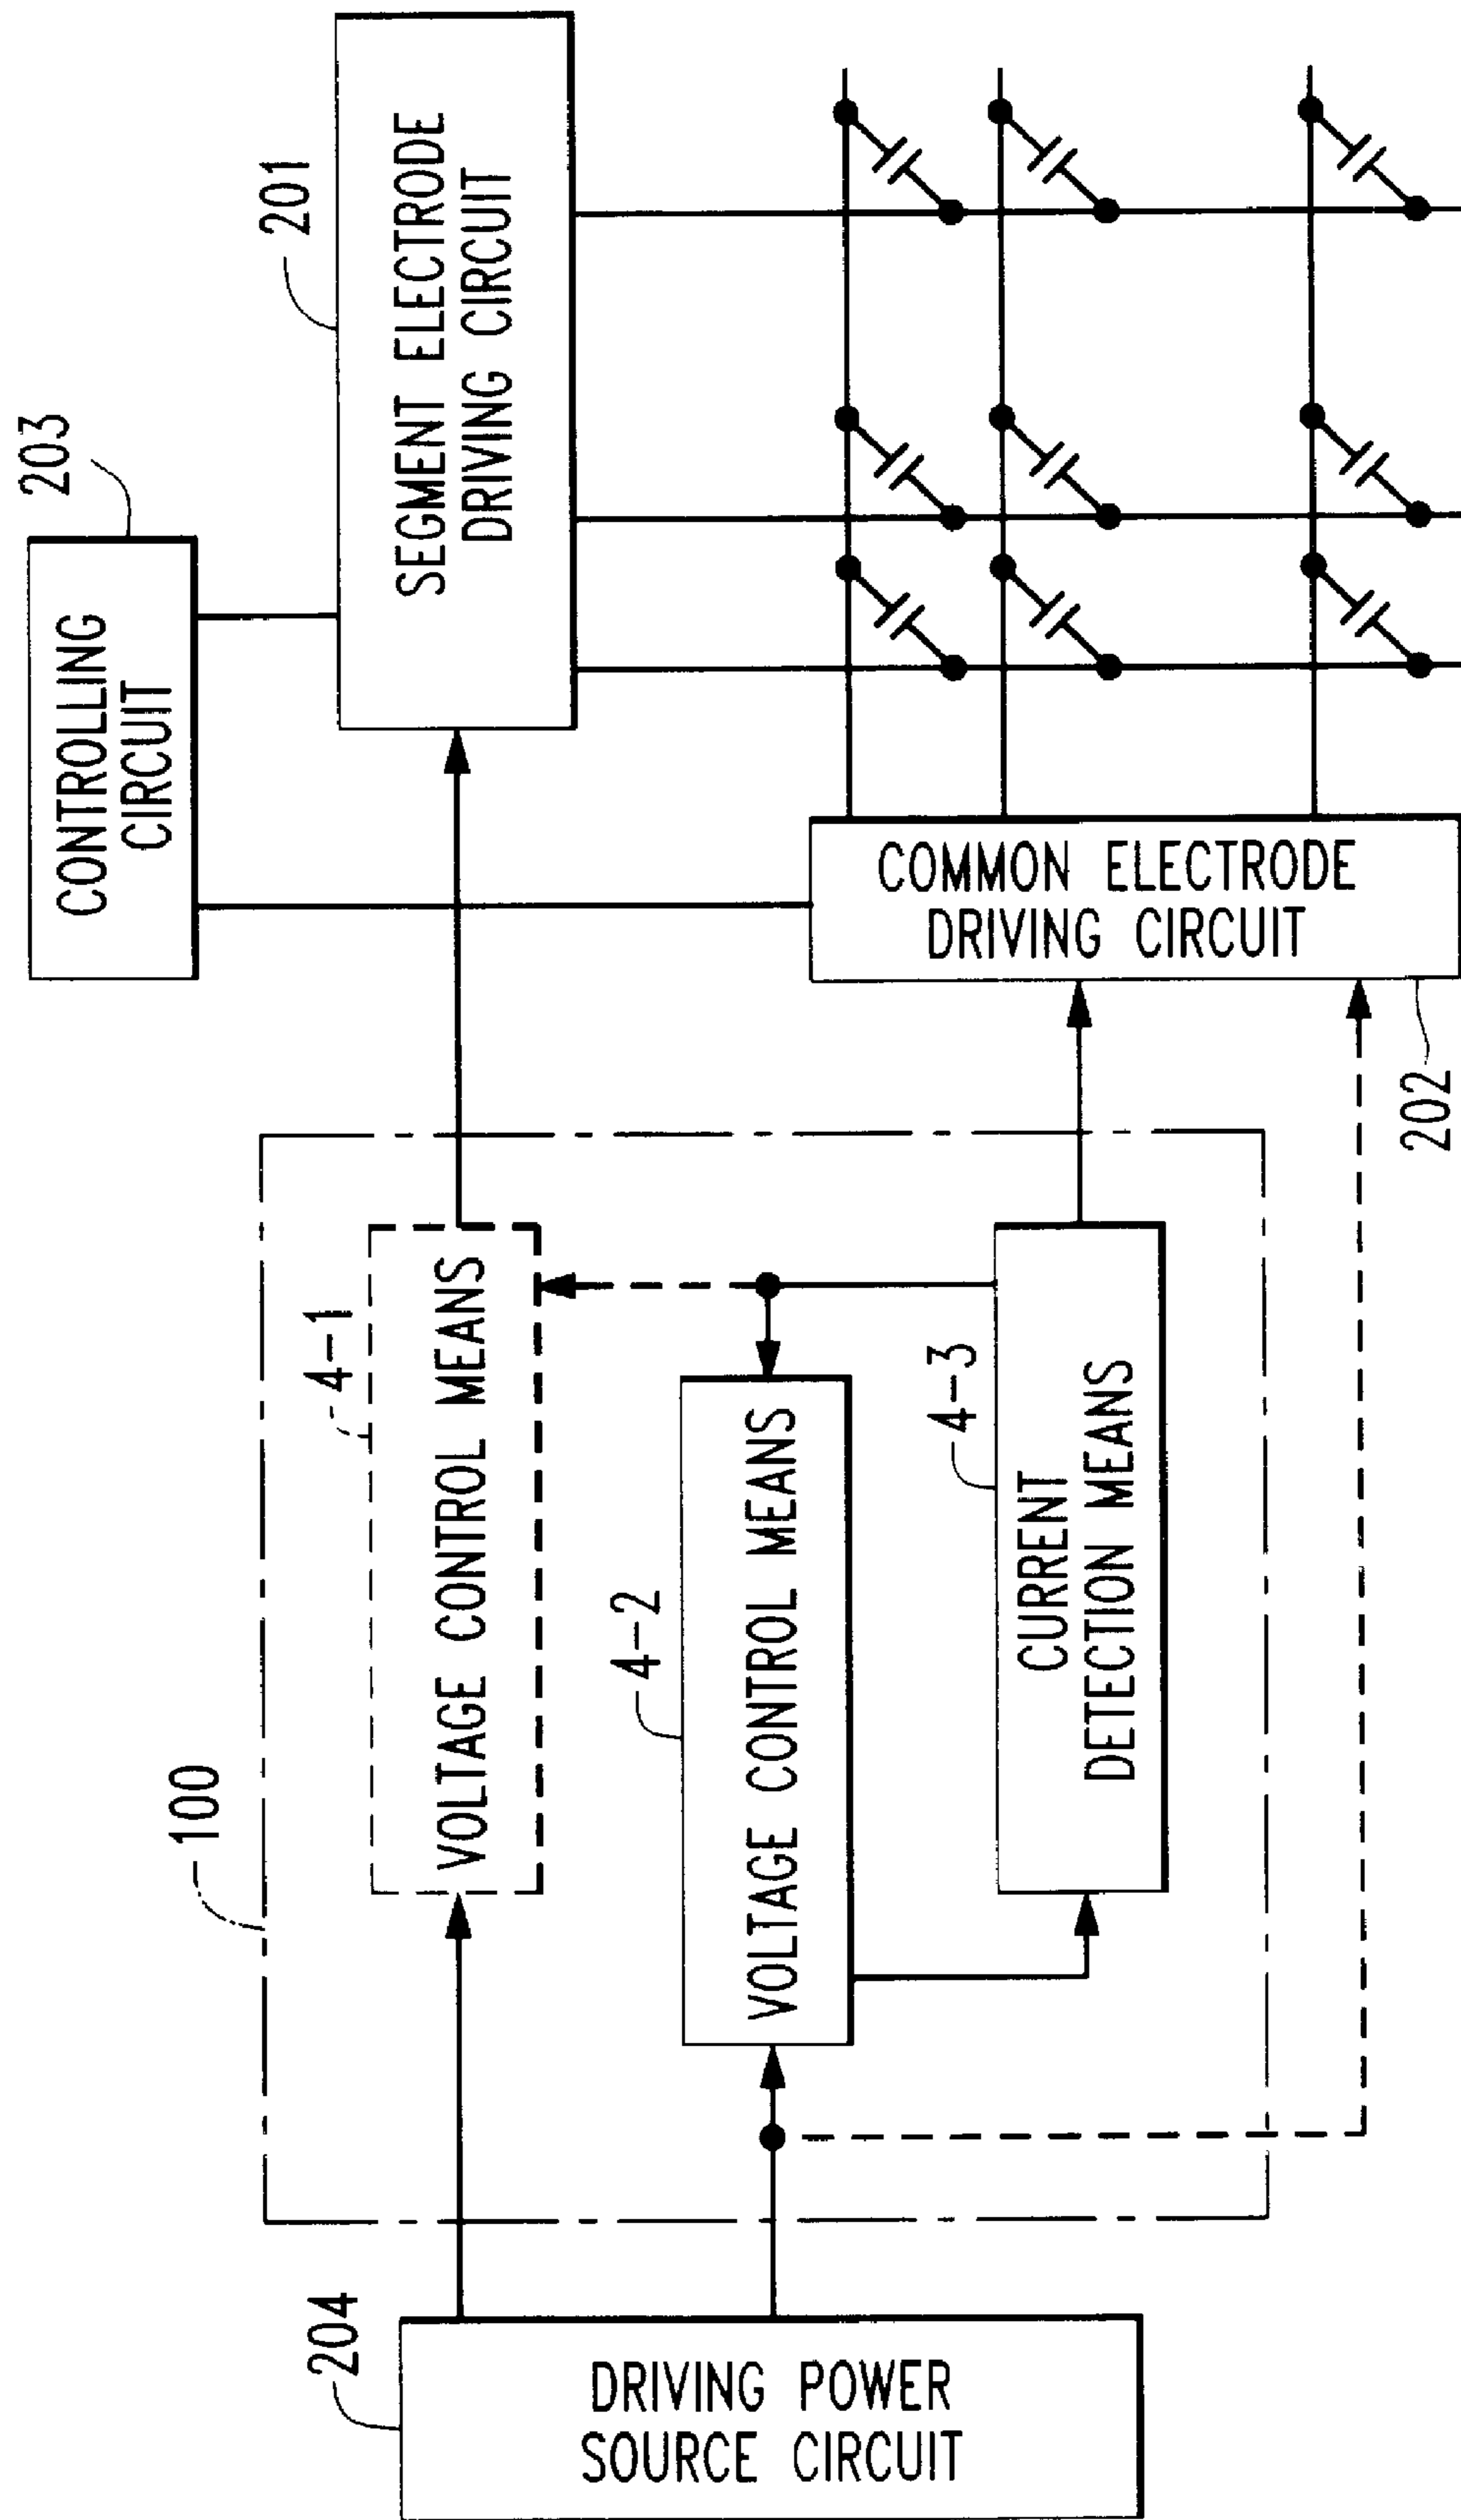 203
CONTROLLING
CIRCUIT
201
SEGMENT ELECTRODE
DRIVING CIRCUIT
100
4-1
VOLTAGE CONTROL MEANS
4-2
VOLTAGE CONTROL MEANS
4-3
CURRENT
DETECTION MEANS
204
DRIVING POWER
SOURCE CIRCUIT
COMMON ELECTRODE
DRIVING CIRCUIT
202